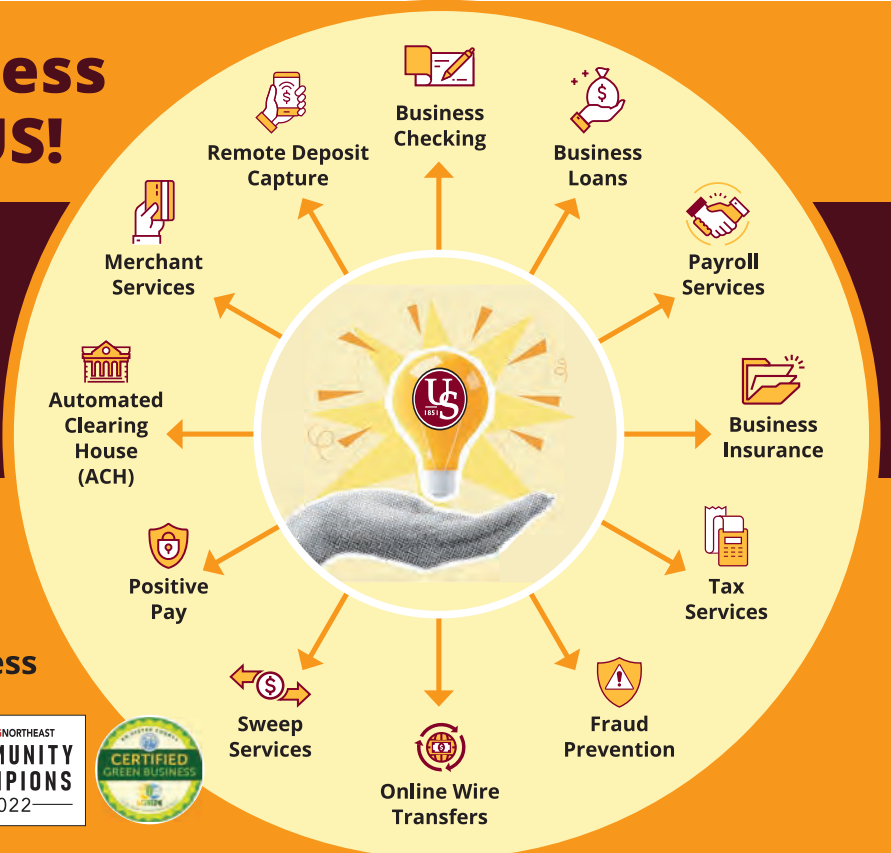 ess
US!
Business
Checking
Remote Deposit
Capture
Business
Loans
Merchant
Services
Payroll
Services
Automated
Clearing
House
(ACH)
US
1851
Business
Insurance
Positive
Pay
Tax
Services
Sweep
Services
Online Wire
Transfers
Fraud
Prevention
ess
NORTHEAST
MUNITY
MPIONS
022
CERTIFIED
GREEN BUSINESS